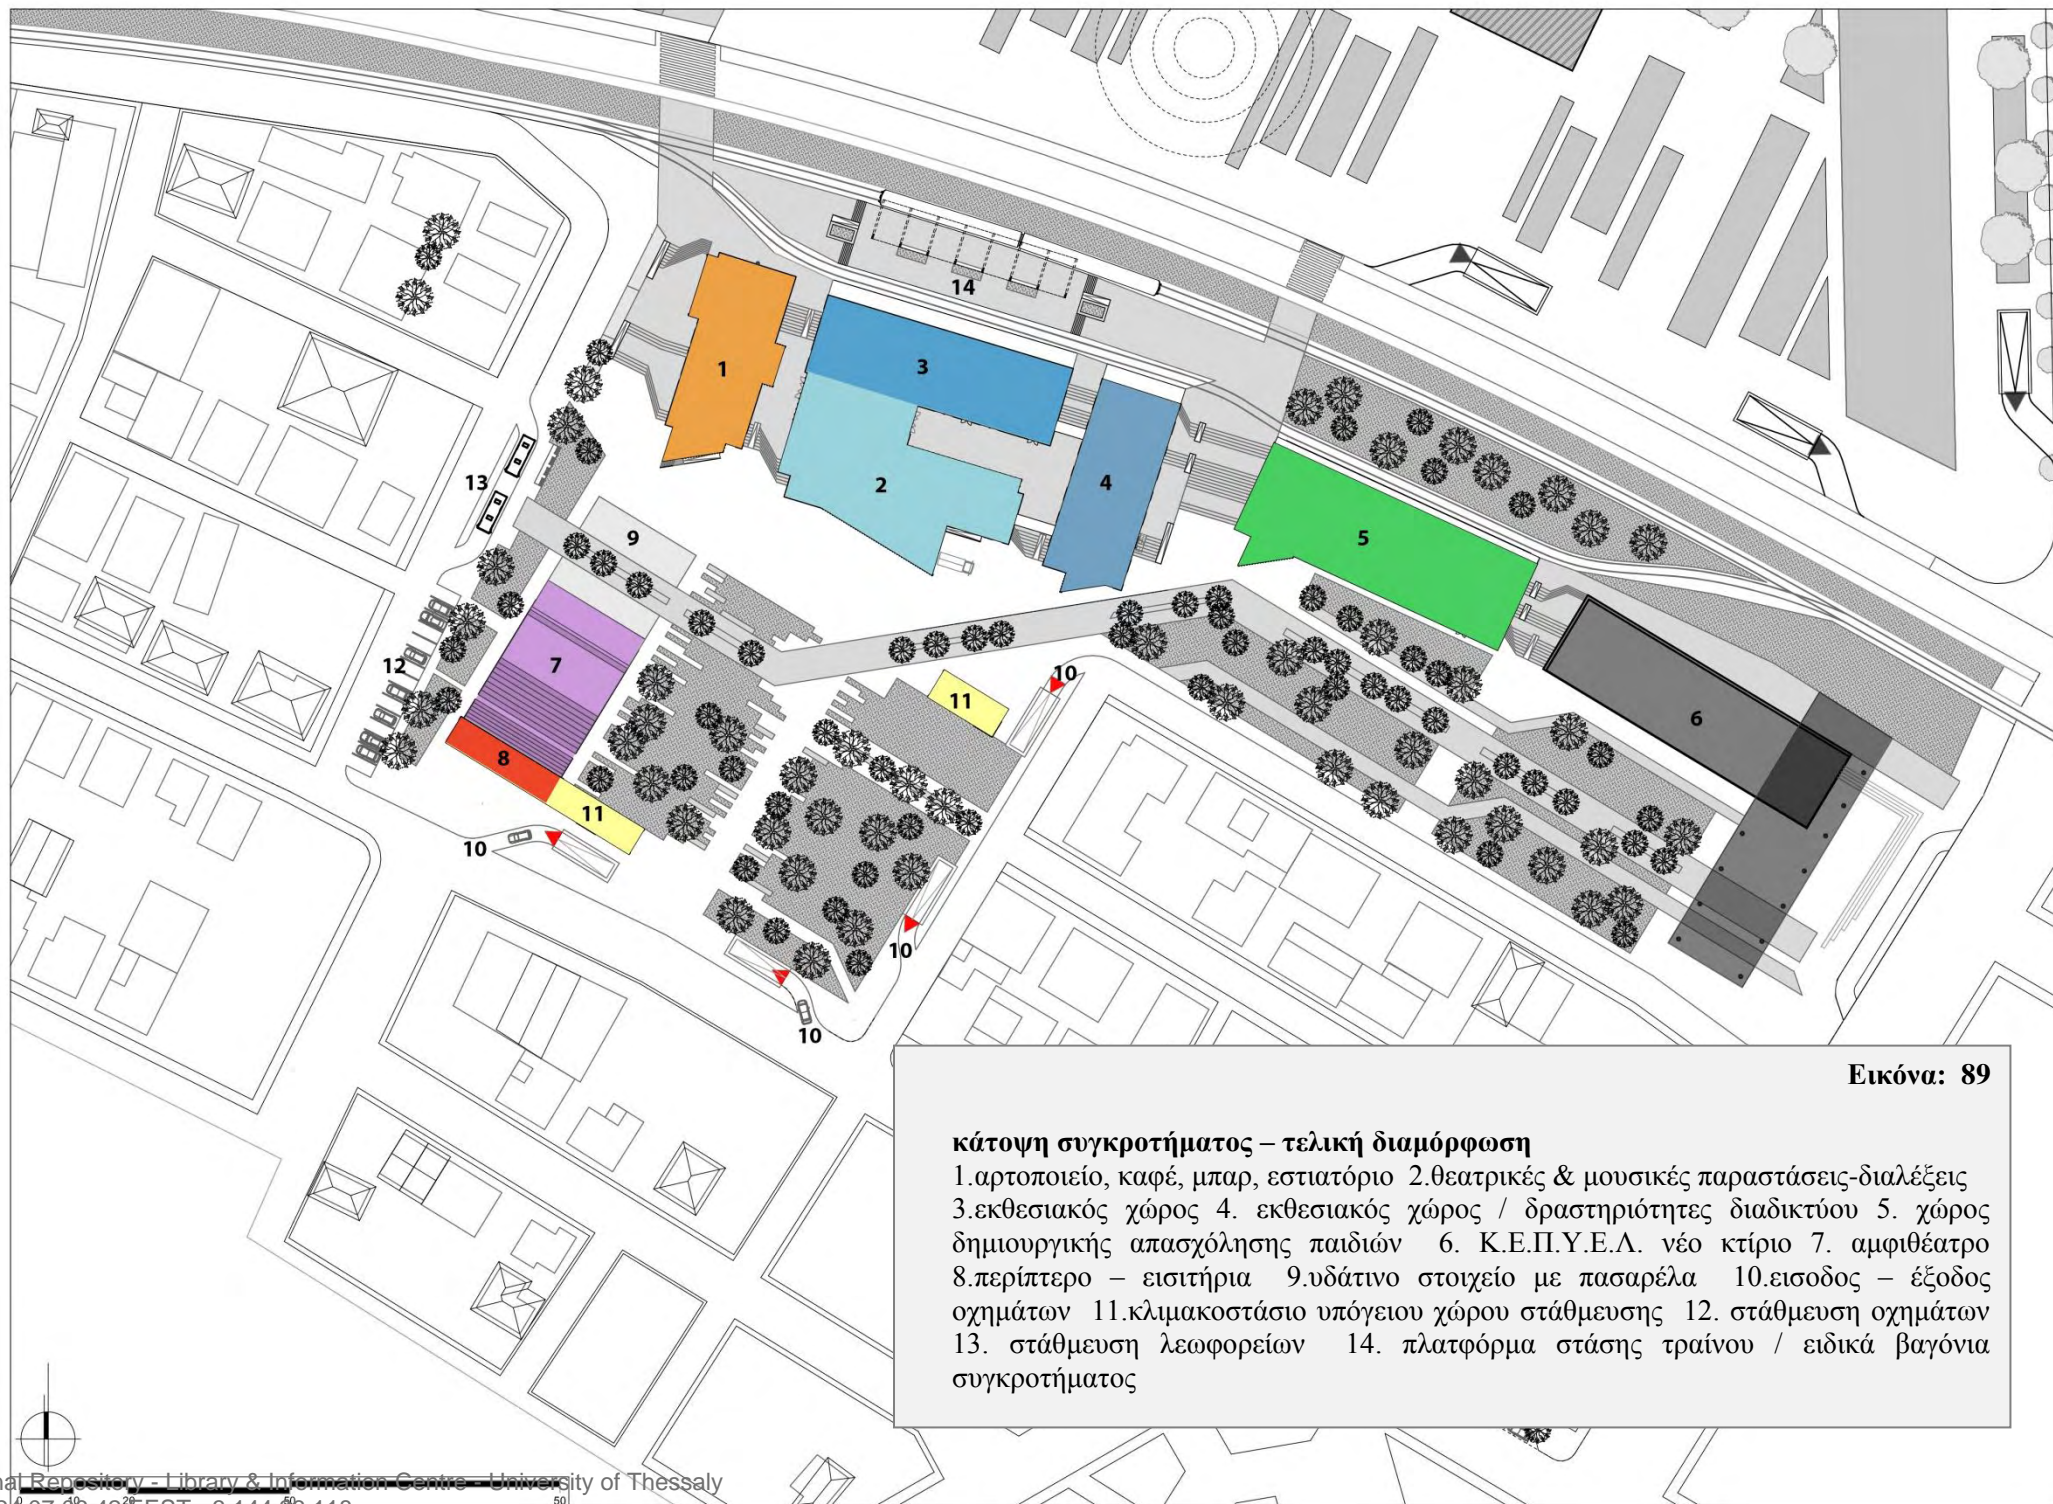 14
1
3
2
4
13
9
5
12
7
10
11
6
8
11
10
10
10
Εικόνα: 89
κάτοψη συγκροτήματος – τελική διαμόρφωση
1.αρτοποιείο, καφέ, μπαρ, εστιατόριο 2.θεατρικές & μουσικές παραστάσεις-διαλέξεις
3.εκθεσιακός χώρος 4. εκθεσιακός χώρος / δραστηριότητες διαδικτύου 5. χώρος
δημιουργικής απασχόλησης παιδιών 6. Κ.Ε.Π.Υ.Ε.Λ. νέο κτίριο 7. αμφιθέατρο
8.περίπτερο – εισιτήρια 9.υδάτινο στοιχείο με πασαρέλα 10.εισοδος – έξοδος
οχημάτων 11.κλιμακοστάσιο υπόγειου χώρου στάθμευσης 12. στάθμευση οχημάτων
13. στάθμευση λεωφορείων 14. πλατφόρμα στάσης τραίνου / ειδικά βαγόνια
συγκροτήματος
Repository - Library & Information Centre - University of Thessaly